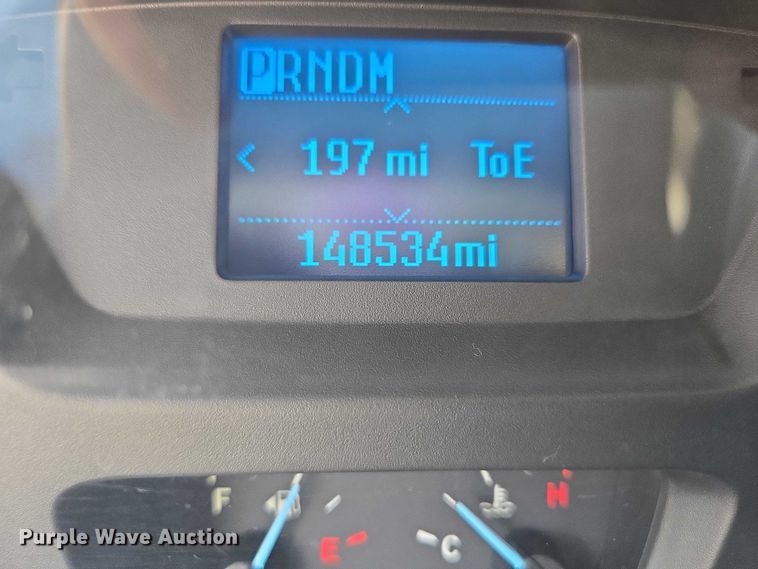 PRNDM
197 mi ToE
148534mi
F
H
E
C
Purple Wave Auction